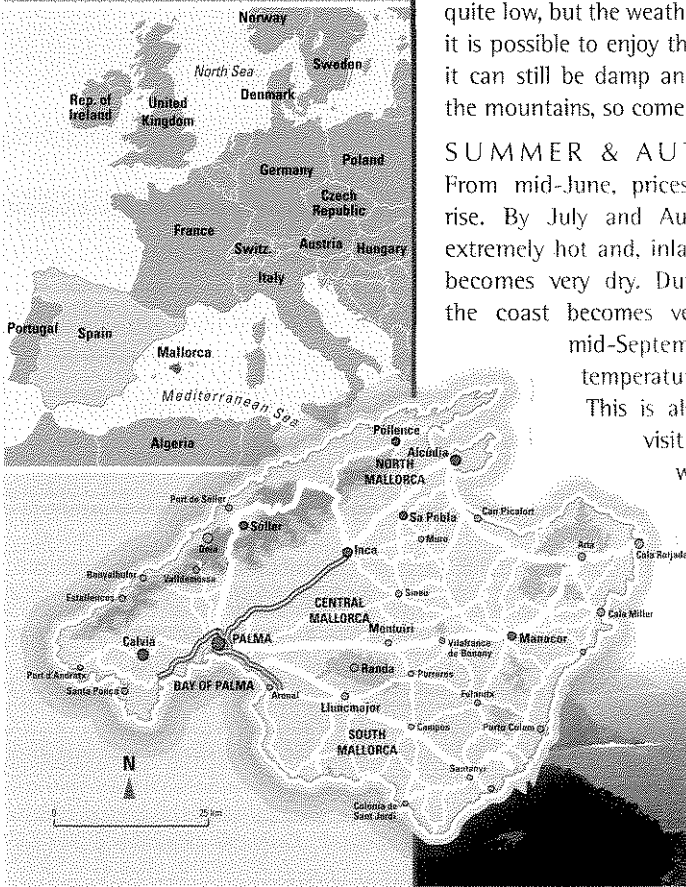 Norway
North Sea
Sweden
Denmark
Rep. of
Ireland
United
Kingdom
Germany
Poland
Czech
Republic
France
Switz.
Austria
Hungary
Italy
Portugal
Spain
Mallorca
Mediterranean Sea
Algeria
quite low, but the weath
it is possible to enjoy th
it can still be damp an
the mountains, so come
SUMMER & AUT
From mid-June, prices
rise. By July and Au
extremely hot and, inla
becomes very dry. Du
the coast becomes ve
mid-Septem
temperatu
This is al
visit
w
Pollença
Alcúdia
NORTH
MALLORCA
Port de Sóller
Sóller
Sa Pobla
Can Picafort
Muro
Deià
Inca
Artà
Cala Ratjada
Banyalbufar
Valldemossa
Estellencs
Sineu
CENTRAL
MALLORCA
Cala Millor
Montuïri
Calvià
PALMA
Vilafranca
de Bonany
Manacor
Port d'Andratx
Randa
Porreres
BAY OF PALMA
Santa Ponça
Arenal
Felanitx
Llucmajor
Campos
Porto Colom
SOUTH
MALLORCA
N
Santanyí
0
25 km
Colònia de
Sant Jordi